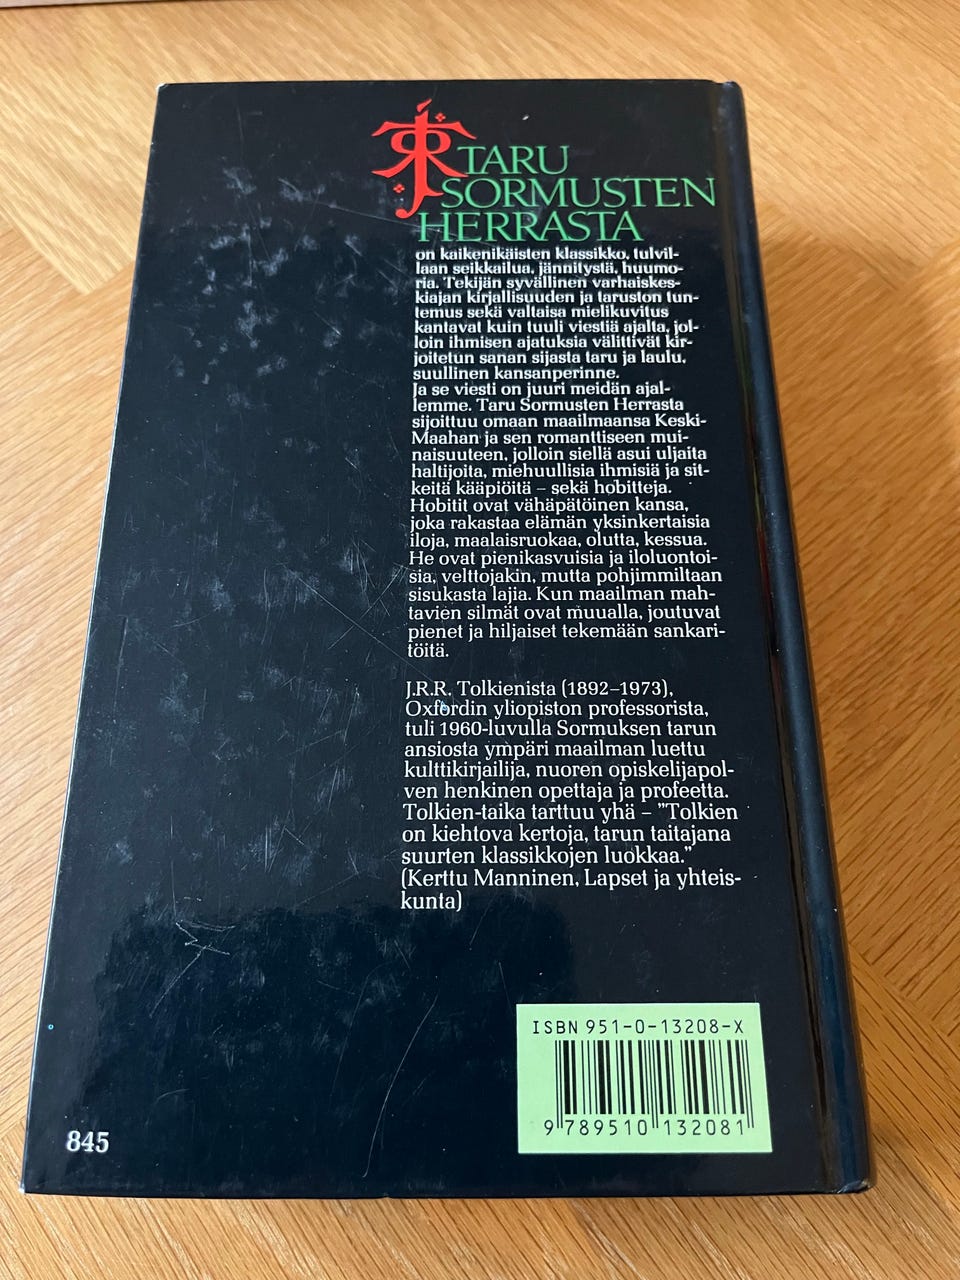 TARU
SORMUSTEN
HERRASTA
on kaikenikäisten klassikko, tulvil-
laan seikkailua, jännitystä, huumo-
ria. Tekijän syvällinen varhaiskes-
kiajan kirjallisuuden ja taruston tun-
temus sekä valtaisa mielikuvitus
kantavat kuin tuuli viestiä ajalta, jol-
loin ihmisen ajatuksia välittivät kir-
joitetun sanan sijasta taru ja laulu,
suullinen kansanperinne.
Ja se viesti on juuri meidän ajal-
lemme. Taru Sormusten Herrasta
sijoittuu omaan maailmaansa Keski-
Maahan ja sen romanttiseen mui-
naisuuteen, jolloin siellä asui uljaita
haltijoita, miehuullisia ihmisiä ja sit-
keitä kääpiöitä – sekä hobitteja.
Hobitit ovat vähäpätöinen kansa,
joka rakastaa elämän yksinkertaisia
iloja, maalaisruokaa, olutta, kessua.
He ovat pienikasvuisia ja iloluontoi-
sia, velttojakin, mutta pohjimmiltaan
sisukasta lajia. Kun maailman mah-
tavien silmät ovat muualla, joutuvat
pienet ja hiljaiset tekemään sankari-
töitä.
J.R.R. Tolkienista (1892–1973),
Oxfordin yliopiston professorista,
tuli 1960-luvulla Sormuksen tarun
ansiosta ympäri maailman luettu
kulttikirjailija, nuoren opiskelijapol-
ven henkinen opettaja ja profeetta.
Tolkien-taika tarttuu yhä – ”Tolkien
on kiehtova kertoja, tarun taitajana
suurten klassikkojen luokkaa.”
(Kerttu Manninen, Lapset ja yhteis-
kunta)
ISBN 951-0-13208-X
9 789510 132081
845